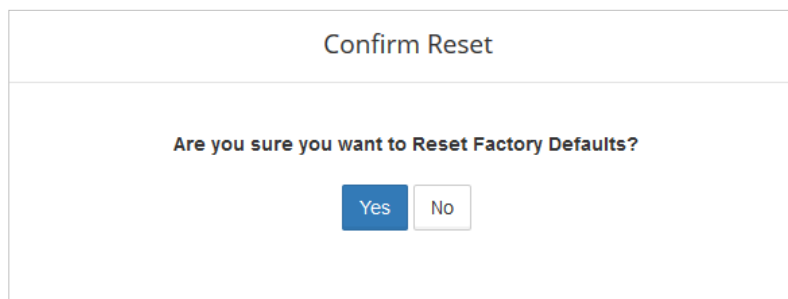 Confirm Reset
Are you sure you want to Reset Factory Defaults?
Yes No